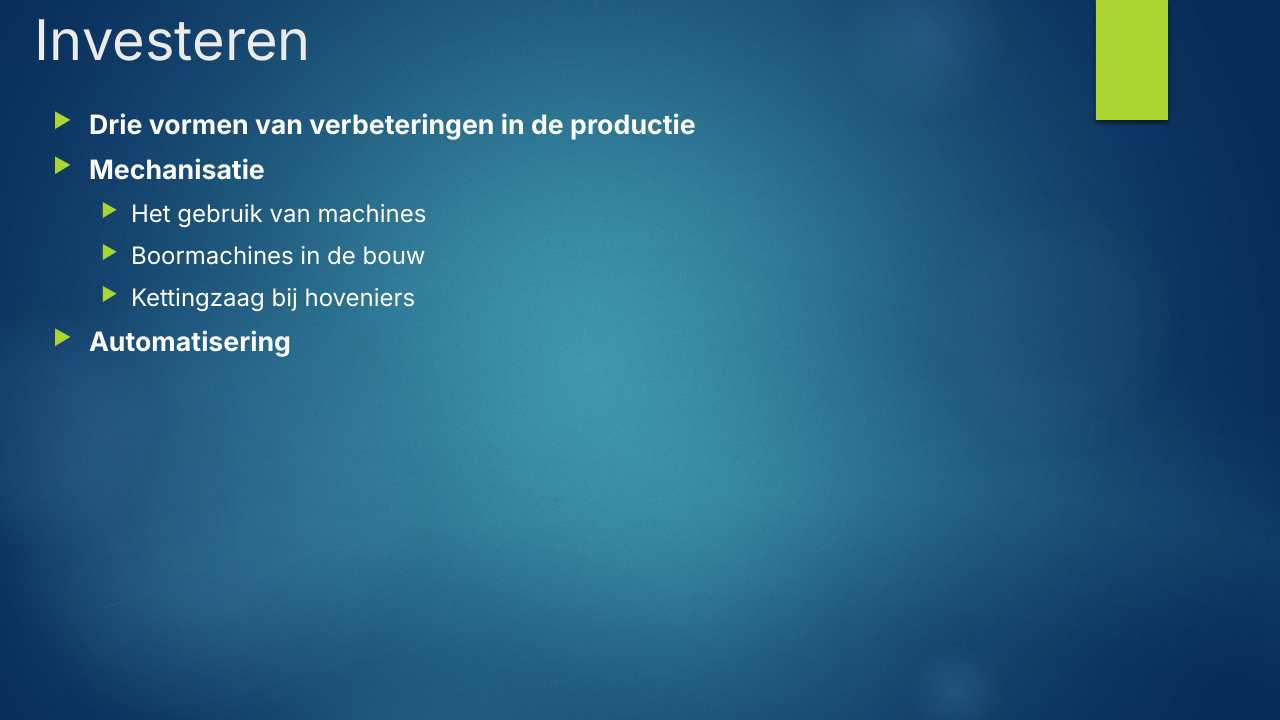 Investeren
Drie vormen van verbeteringen in de productie
Mechanisatie
Het gebruik van machines
Boormachines in de bouw
Kettingzaag bij hoveniers
Automatisering